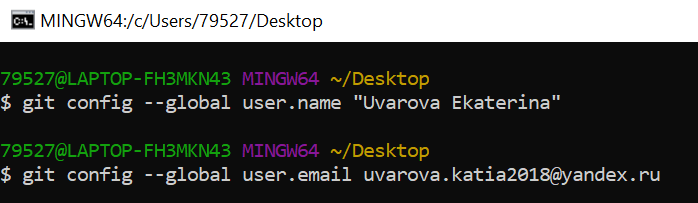 MINGW64:/c/Users/79527/Desktop
79527@LAPTOP-FH3MKN43 MINGW64 ~/Desktop
$ git config --global user.name "Uvarova Ekaterina"
79527@LAPTOP-FH3MKN43 MINGW64 ~/Desktop
$ git config --global user.email uvarova.katia2018@yandex.ru